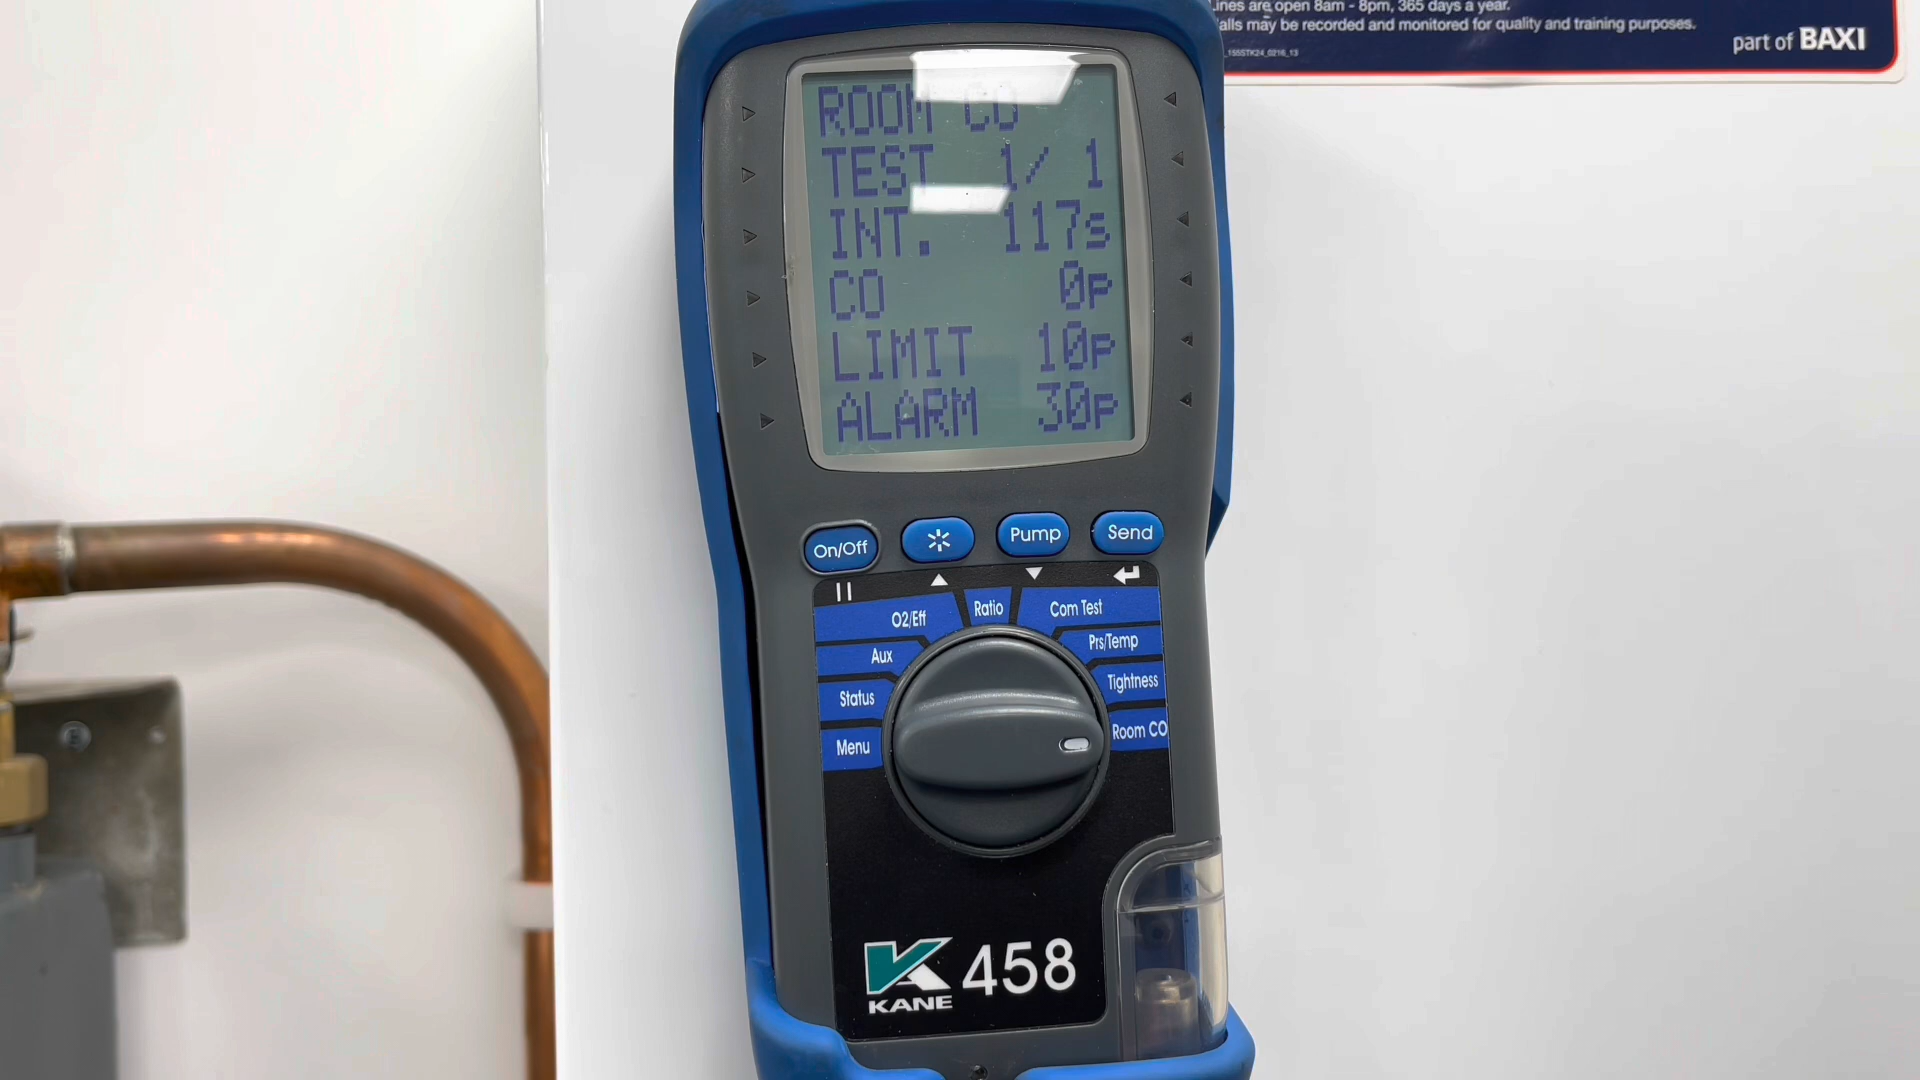 Lines are open 8am - 8pm, 365 days a year.
alls may be recorded and monitored for quality and training purposes.
_155STK24_0216_13
part of BAXI
ROOM CO
TEST 1/ 1
INT. 117s
CO 0p
LIMIT 10p
ALARM 30p
On/Off
Pump
Send
O2/Eff
Ratio
Com Test
Aux
Prs/Temp
Status
Tightness
Menu
Room CO
KANE 458